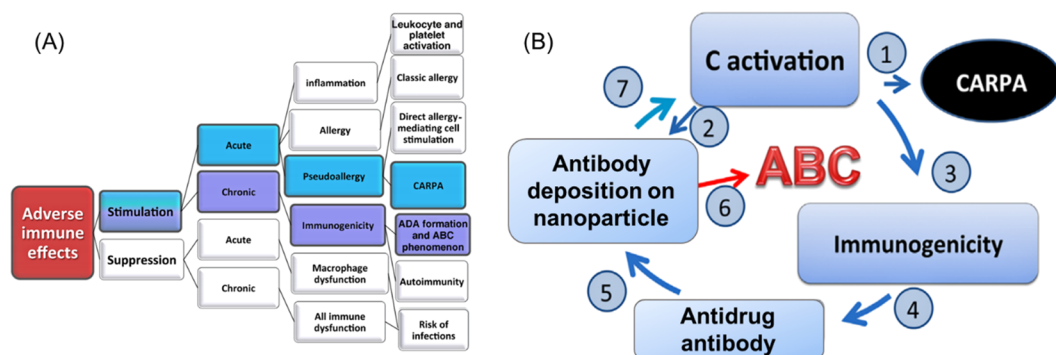 (A)
Adverse
immune
effects
Stimulation
Suppression
Acute
Chronic
Acute
Chronic
inflammation
Allergy
Pseudoallergy
Immunogenicity
Macrophage
dysfunction
All immune
dysfunction
Leukocyte and
platelet
activation
Classic allergy
Direct allergy-
mediating cell
stimulation
CARPA
ADA formation
and ABC
phenomenon
Autoimmunity
Risk of
infections
(B)
C activation
1
CARPA
7
2
Antibody
deposition on
nanoparticle
ABC
6
3
Immunogenicity
5
4
Antidrug
antibody